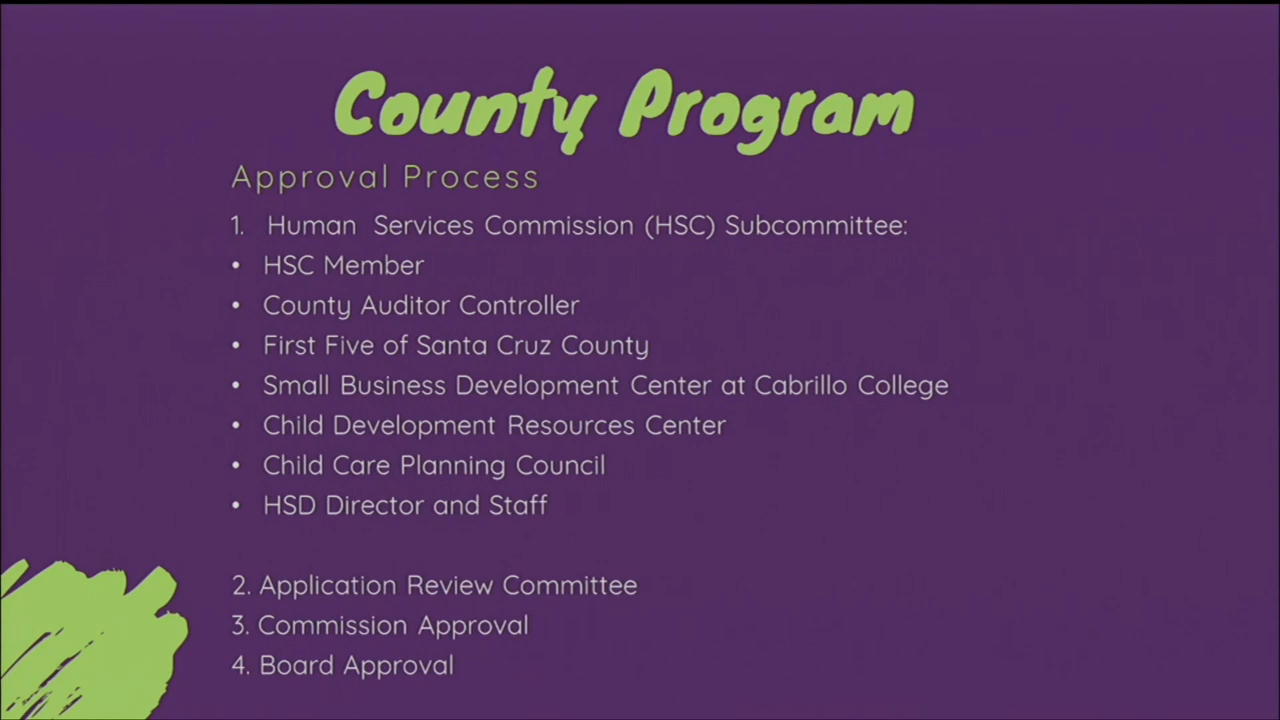 County Program
Approval Process
1. Human Services Commission (HSC) Subcommittee:
• HSC Member
• County Auditor Controller
• First Five of Santa Cruz County
• Small Business Development Center at Cabrillo College
• Child Development Resources Center
• Child Care Planning Council
• HSD Director and Staff
2. Application Review Committee
3. Commission Approval
4. Board Approval